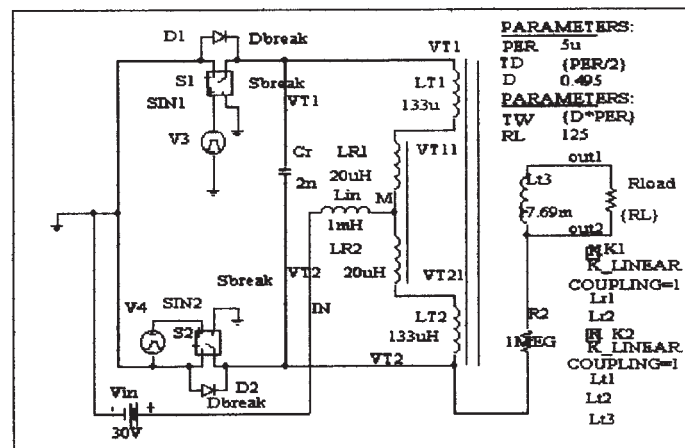 D1
Dbreak
S1
Sbreak
SIN1
VT1
V3
VT1
LT1
133u
VT11
Cr
2n
LR1
20uH
Lin
M
1mH
LR2
20uH
VT2
VT21
IN
LT2
133uH
VT2
Sbreak
V4
SIN2
S2
D2
Dbreak
Vin
- +
30V
PARAMETERS:
PER 5u
TD {PER/2}
D 0.495
PARAMETERS:
TW {D*PER}
RL 125
out1
Lt3
Rload
{RL}
out2
R2
1MEG
K K1
K_LINEAR
COUPLING=1
Lr1
Lr2
K K2
K_LINEAR
COUPLING=1
Lt1
Lt2
Lt3